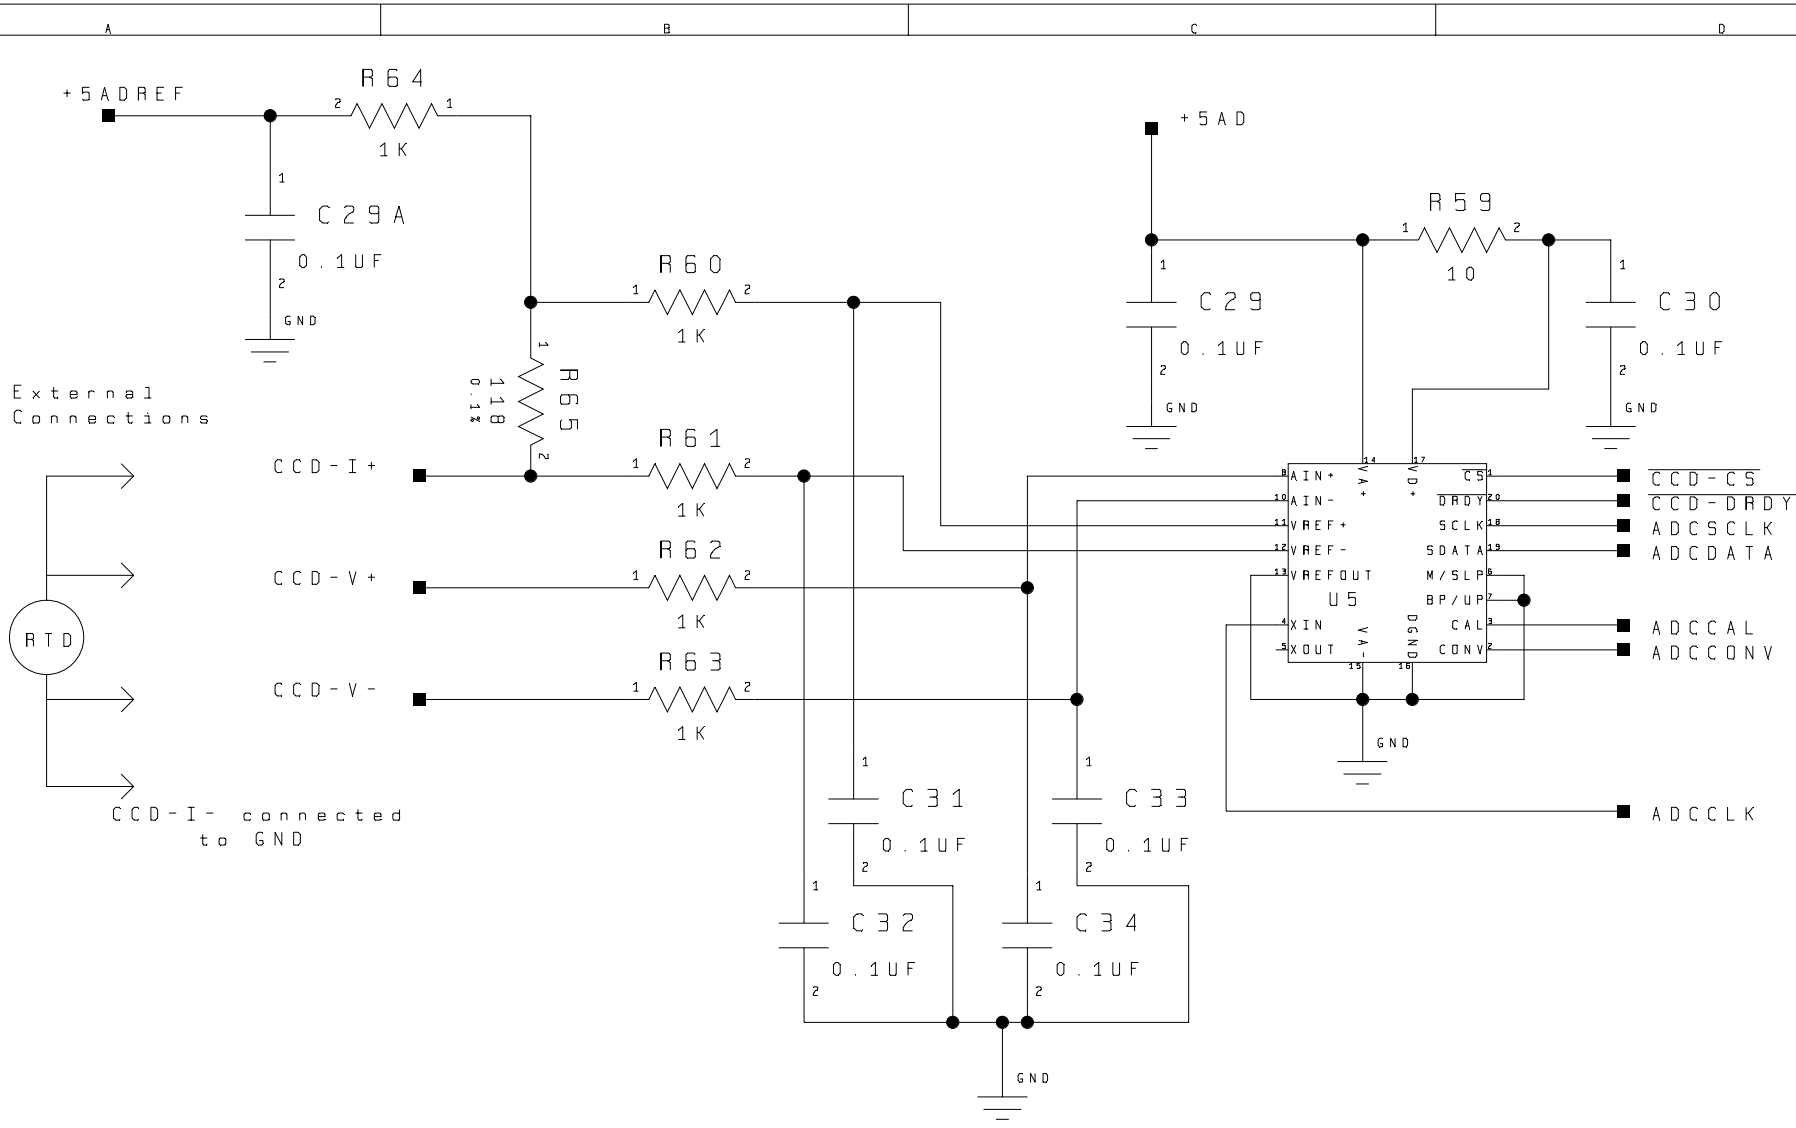 A B C D
+5ADREF
R64
2 1
1K
1
C29A
0.1UF
2
GND
+5AD
R59
1 2
10
1
C29
0.1UF
2
GND
1
C30
0.1UF
2
GND
External
Connections
R60
1 2
1K
1
R65
118
0.1%
2
CCD-I+
R61
1 2
1K
CCD-V+
R62
1 2
1K
RTD
CCD-V-
R63
1 2
1K
CCD-I- connected
to GND
14 17
VA+ VD+
9 AIN+ CS 1 CCD-CS
10 AIN- DRDY 20 CCD-DRDY
11 VREF+ SCLK 18 ADCSCLK
12 VREF- SDATA 19 ADCDATA
13 VREFOUT M/SLP 6
U5 BP/UP 7
4 XIN CAL 3 ADCCAL
5 XOUT CONV 2 ADCCONV
VA- DGND
15 16
GND
ADCCLK
1
C31
0.1UF
2
1
C33
0.1UF
2
1
C32
0.1UF
2
1
C34
0.1UF
2
GND